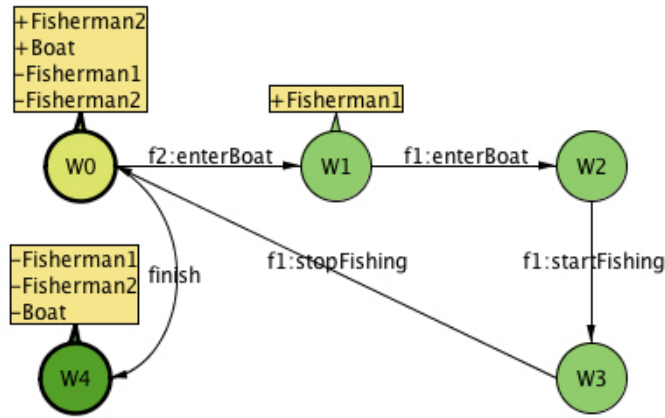 +Fisherman2
+Boat
-Fisherman1
-Fisherman2
+Fisherman1
W0
f2:enterBoat
W1
f1:enterBoat
W2
-Fisherman1
-Fisherman2
-Boat
finish
f1:stopFishing
f1:startFishing
W4
W3